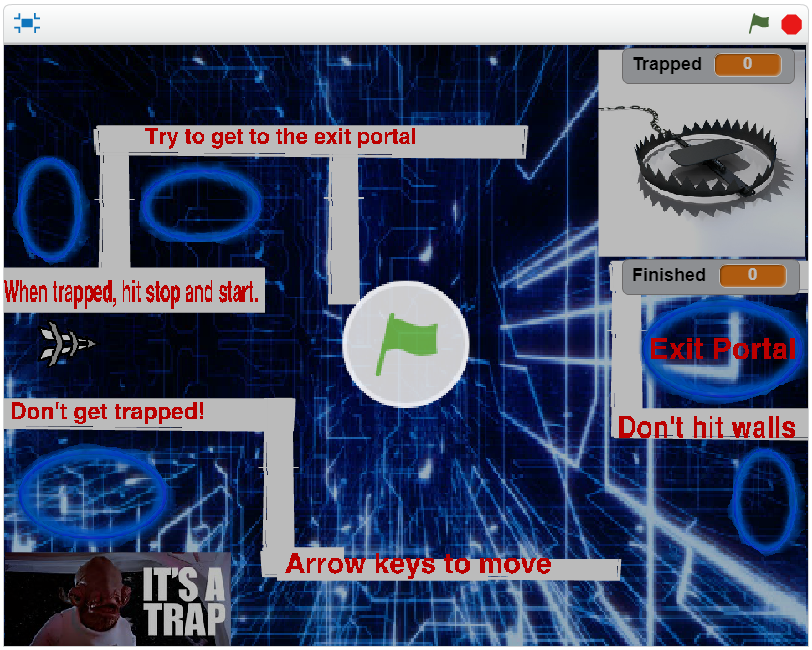 Trapped 0
Try to get to the exit portal
Finished 0
When trapped, hit stop and start.
Exit Portal
Don't get trapped!
Don't hit walls
Arrow keys to move
IT'S A
TRAP